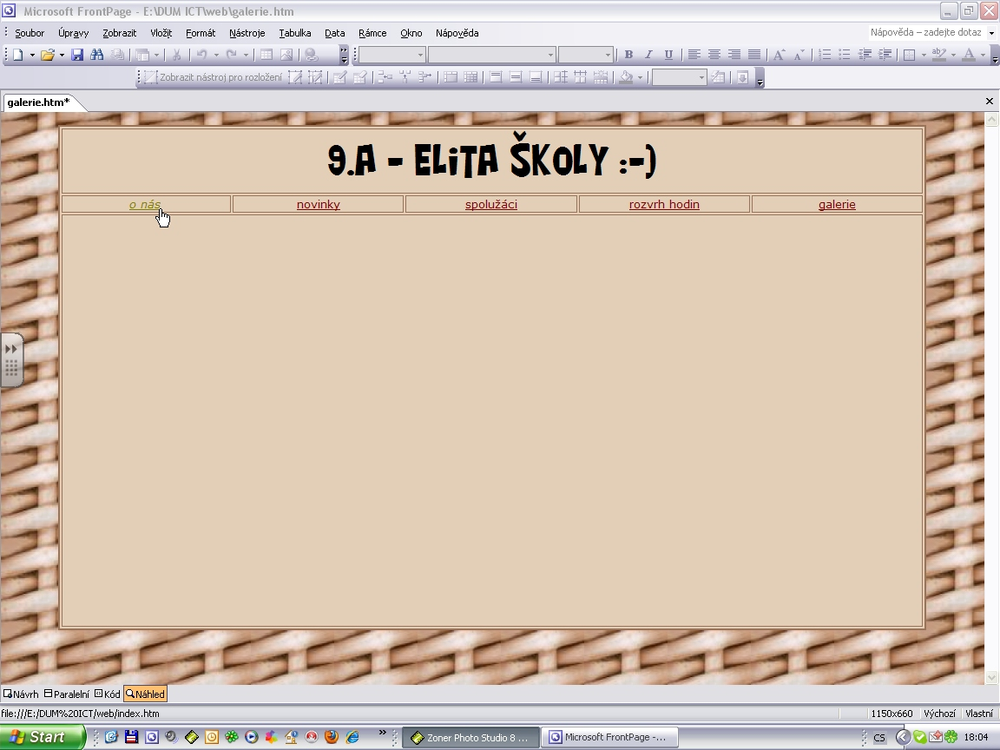 Microsoft FrontPage - E:\DUM ICT\web\galerie.htm
Soubor Úpravy Zobrazit Vložit Formát Nástroje Tabulka Data Rámce Okno Nápověda Nápověda – zadejte dotaz
B I U A A ab A
Zobrazit nástroj pro rozložení
galerie.htm*
9.A - ELiTA ŠKOLY :-)
o nás novinky spolužáci rozvrh hodin galerie
Návrh Paralelní Kód Náhled
file:///E:/DUM%20ICT/web/index.htm 1150x660 Výchozí Vlastní
Start » Zoner Photo Studio 8 ... Microsoft FrontPage -... CS 18:04